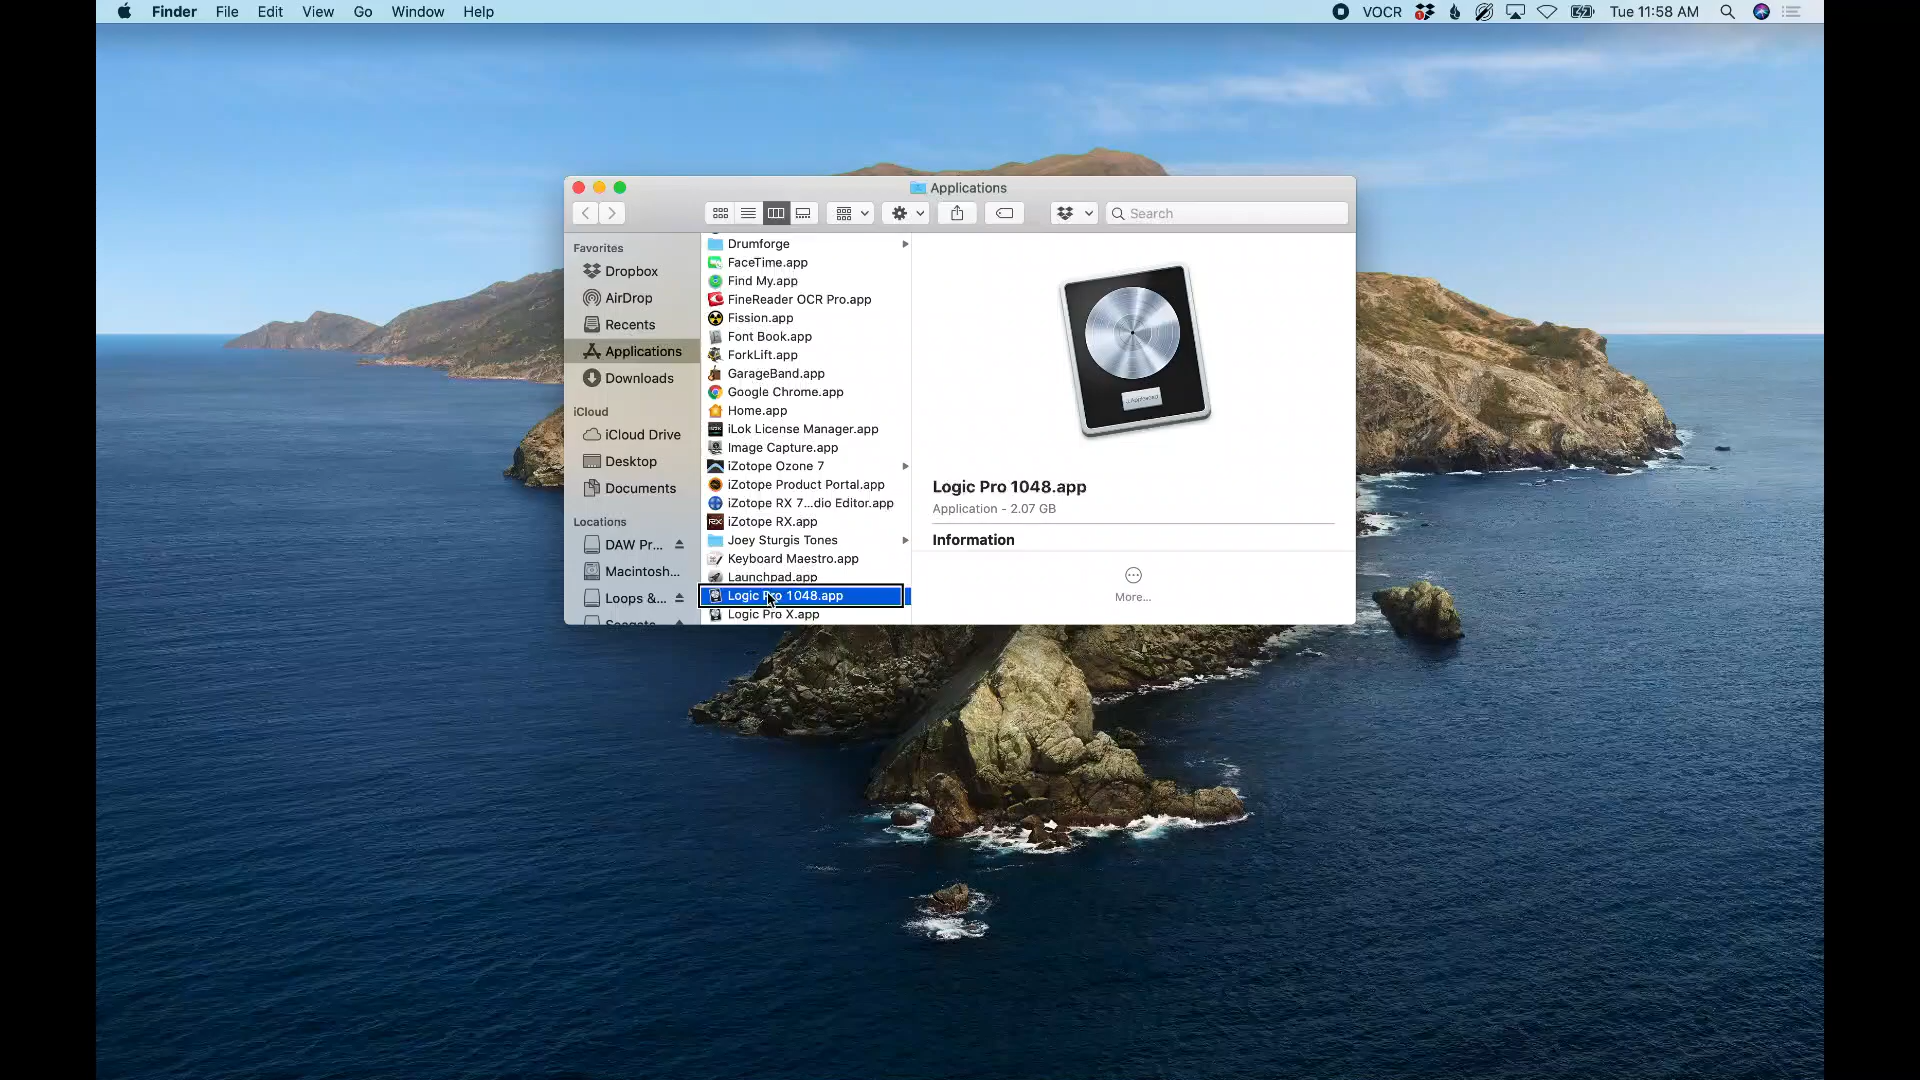 Finder File Edit View Go Window Help VOCR Tue 11:58 AM
Applications
Search
Favorites
Dropbox
AirDrop
Recents
Applications
Downloads
iCloud
iCloud Drive
Desktop
Documents
Locations
DAW Pr...
Macintosh...
Loops &...
Drumforge
FaceTime.app
Find My.app
FineReader OCR Pro.app
Fission.app
Font Book.app
ForkLift.app
GarageBand.app
Google Chrome.app
Home.app
iLok License Manager.app
Image Capture.app
iZotope Ozone 7
iZotope Product Portal.app
iZotope RX 7...dio Editor.app
iZotope RX.app
Joey Sturgis Tones
Keyboard Maestro.app
Launchpad.app
Logic Pro 1048.app
Logic Pro X.app
Logic Pro 1048.app
Application - 2.07 GB
Information
More...